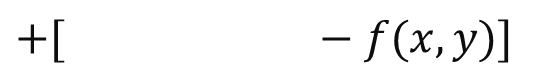 +[ − f(x, y)]